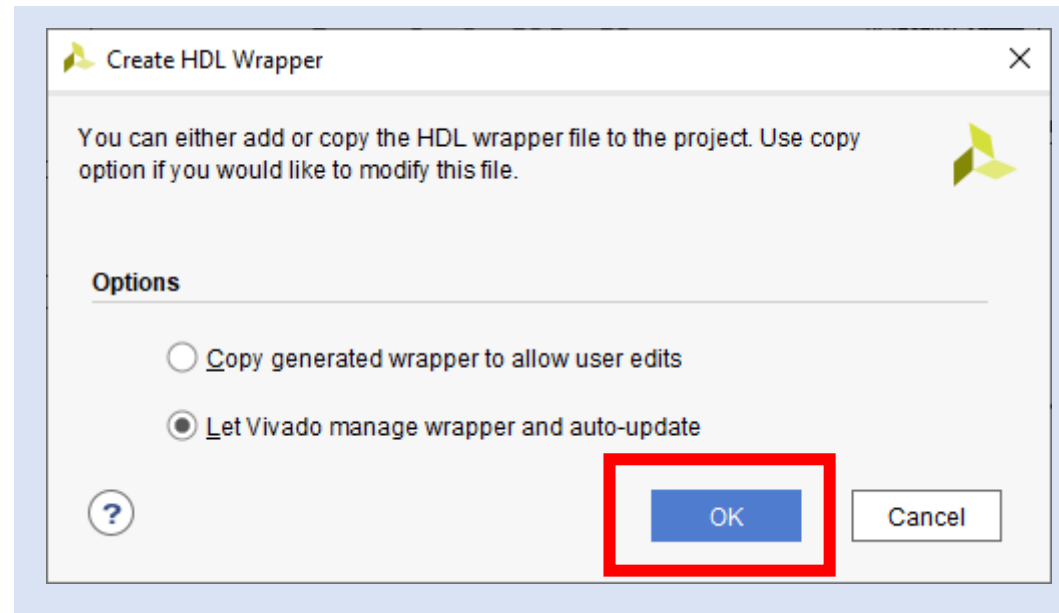 Create HDL Wrapper
You can either add or copy the HDL wrapper file to the project. Use copy
option if you would like to modify this file.
Options
Copy generated wrapper to allow user edits
Let Vivado manage wrapper and auto-update
?
OK
Cancel